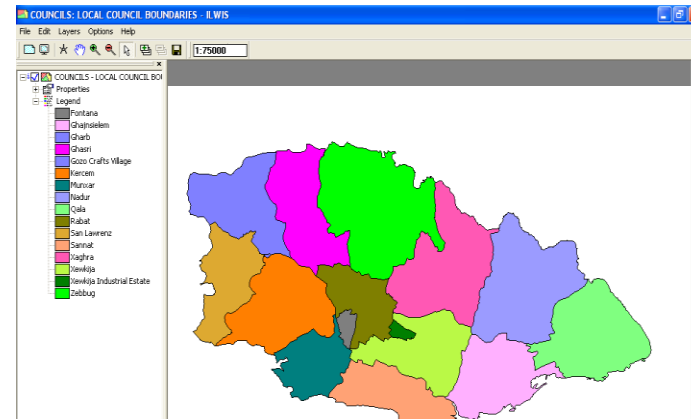 COUNCILS: LOCAL COUNCIL BOUNDARIES - ILWIS
File Edit Layers Options Help
1:75000
COUNCILS - LOCAL COUNCIL BO
Properties
Legend
Fontana
Ghajnsielem
Gharb
Ghasri
Gozo Crafts Village
Kercem
Munxar
Nadur
Qala
Rabat
San Lawrenz
Sannat
Xaghra
Xewkija
Xewkija Industrial Estate
Zebbug